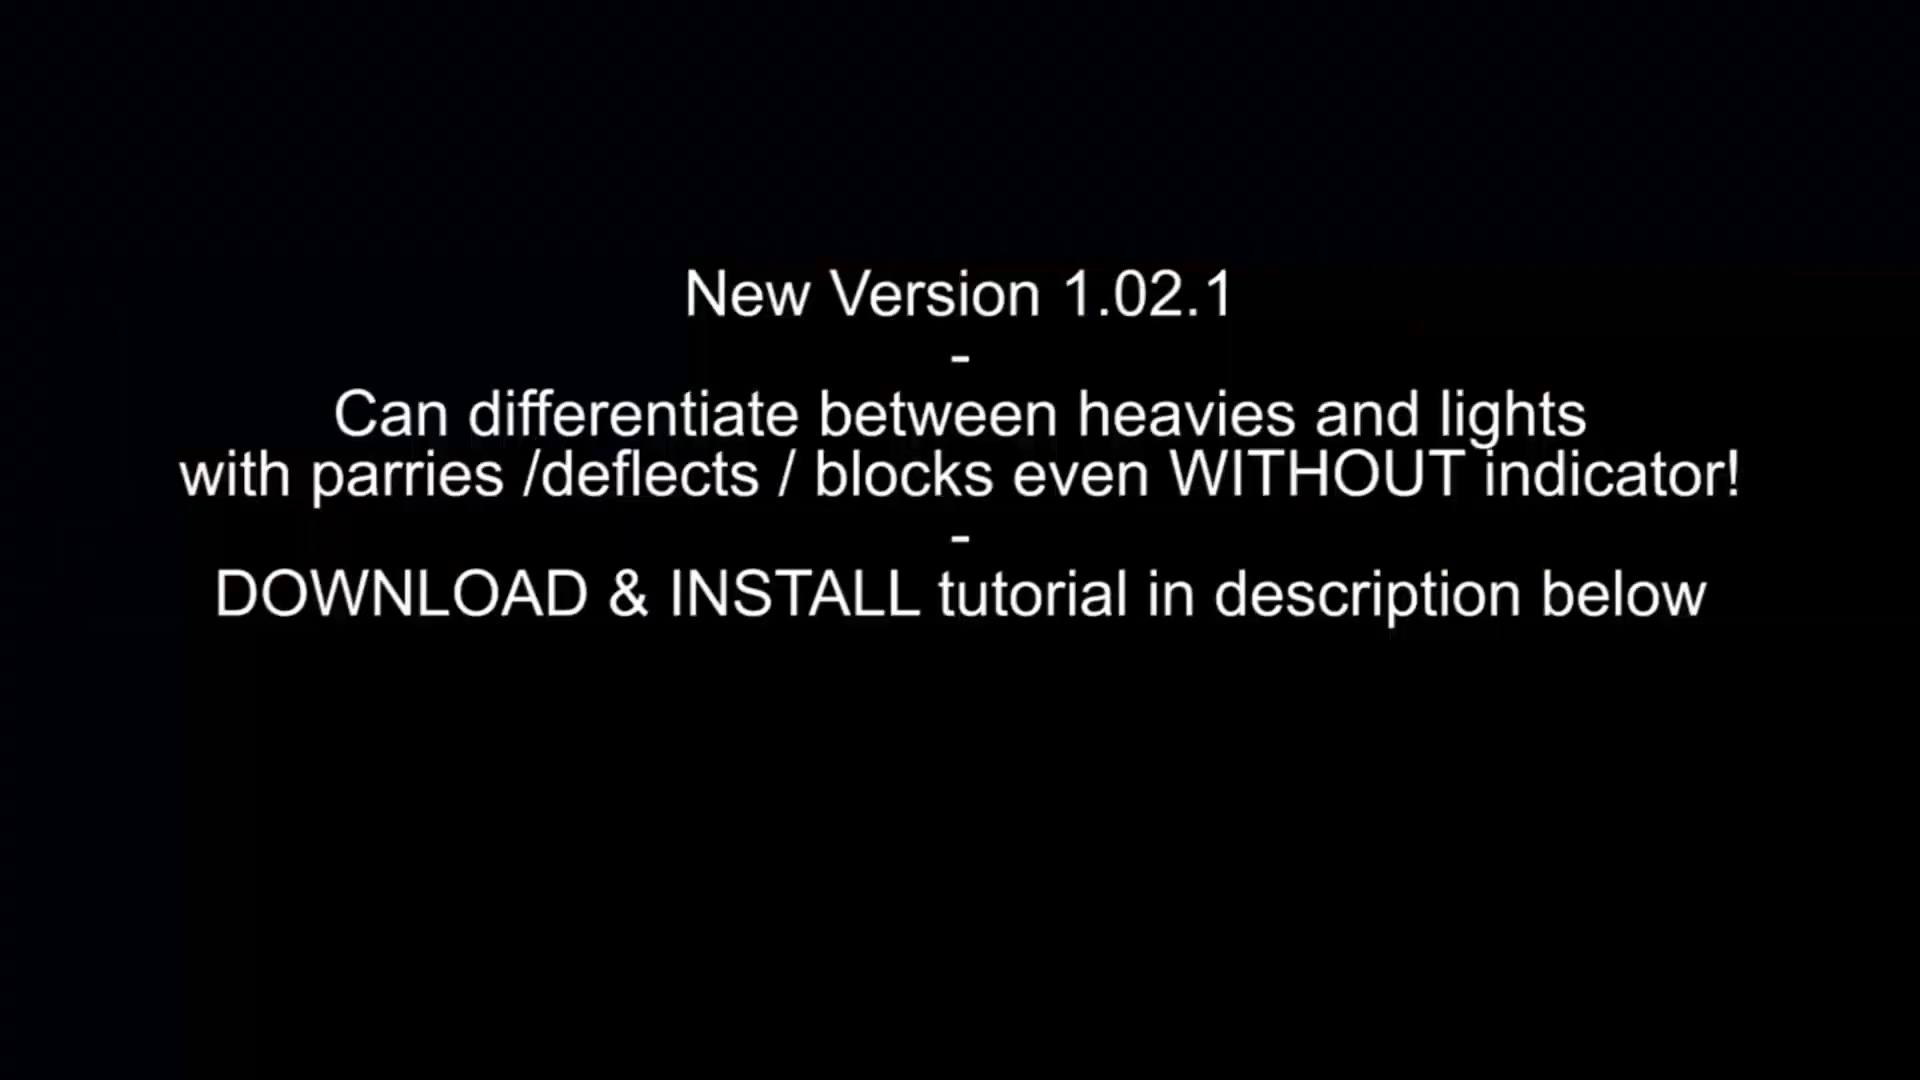 New Version 1.02.1
-
Can differentiate between heavies and lights
with parries /deflects / blocks even WITHOUT indicator!
-
DOWNLOAD & INSTALL tutorial in description below